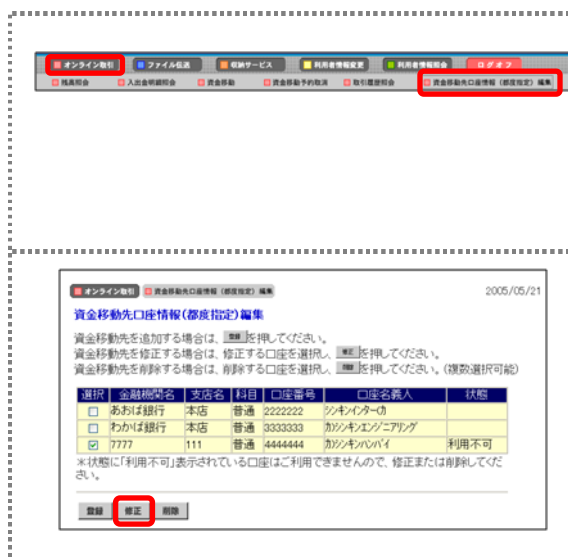 オンライン取引 ファイル伝送 収納サービス 利用者情報変更 利用者情報照会 ログオフ
残高照会 入出金明細照会 資金移動 資金移動予約取消 取引履歴照会 資金移動先口座情報(都度指定)編集
オンライン取引 資金移動先口座情報(都度指定)編集 2005/05/21
資金移動先口座情報(都度指定)編集
資金移動先を追加する場合は、登録を押してください。
資金移動先を修正する場合は、修正する口座を選択し、修正を押してください。
資金移動先を削除する場合は、削除する口座を選択し、削除を押してください。(複数選択可能)
選択 金融機関名 支店名 科目 口座番号 口座名義人 状態
あおば銀行 本店 普通 2222222 シンキンインターカ
わかば銀行 本店 普通 3333333 カ)シンキンエンジニアリング
7777 111 普通 4444444 カ)シンキンハンバイ 利用不可
*状態に「利用不可」表示されている口座はご利用できませんので、修正または削除してくだ
さい。
登録 修正 削除